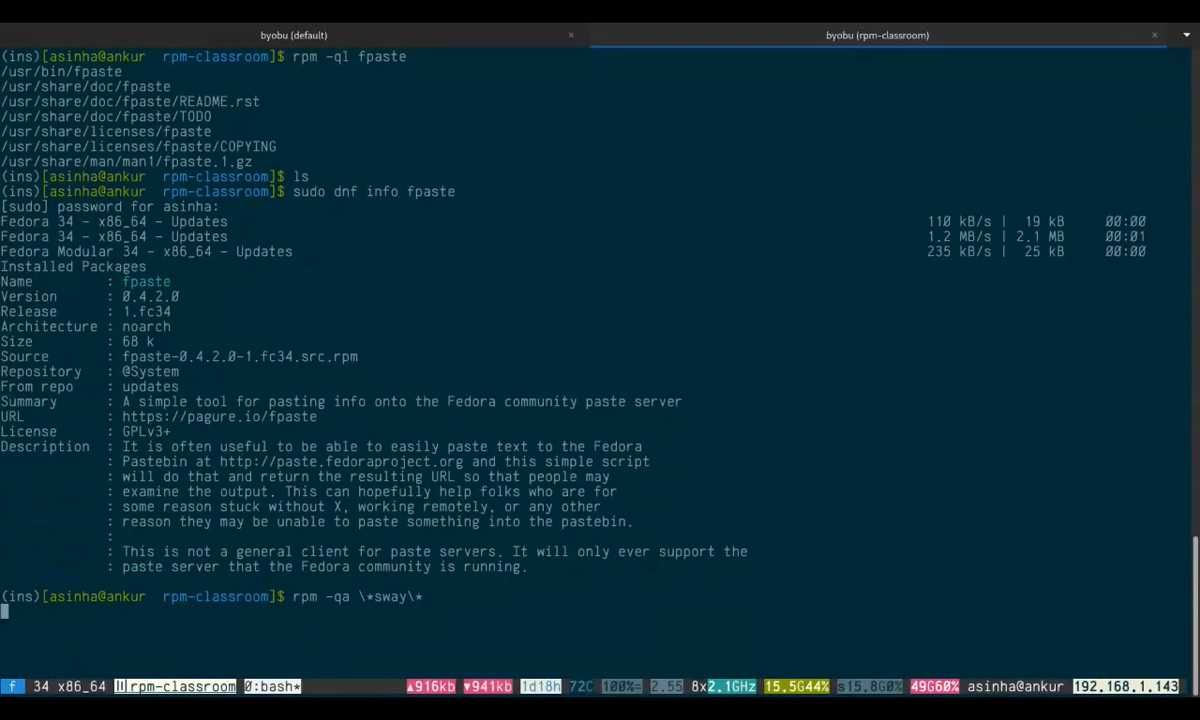 byobu (default) × byobu (rpm-classroom) ×
(ins)[asinha@ankur rpm-classroom]$ rpm -ql fpaste
/usr/bin/fpaste
/usr/share/doc/fpaste
/usr/share/doc/fpaste/README.rst
/usr/share/doc/fpaste/TODO
/usr/share/licenses/fpaste
/usr/share/licenses/fpaste/COPYING
/usr/share/man/man1/fpaste.1.gz
(ins)[asinha@ankur rpm-classroom]$ ls
(ins)[asinha@ankur rpm-classroom]$ sudo dnf info fpaste
[sudo] password for asinha:
Fedora 34 - x86_64 - Updates 110 kB/s | 19 kB 00:00
Fedora 34 - x86_64 - Updates 1.2 MB/s | 2.1 MB 00:01
Fedora Modular 34 - x86_64 - Updates 235 kB/s | 25 kB 00:00
Installed Packages
Name : fpaste
Version : 0.4.2.0
Release : 1.fc34
Architecture : noarch
Size : 68 k
Source : fpaste-0.4.2.0-1.fc34.src.rpm
Repository : @System
From repo : updates
Summary : A simple tool for pasting info onto the Fedora community paste server
URL : https://pagure.io/fpaste
License : GPLv3+
Description : It is often useful to be able to easily paste text to the Fedora
: Pastebin at http://paste.fedoraproject.org and this simple script
: will do that and return the resulting URL so that people may
: examine the output. This can hopefully help folks who are for
: some reason stuck without X, working remotely, or any other
: reason they may be unable to paste something into the pastebin.
:
: This is not a general client for paste servers. It will only ever support the
: paste server that the Fedora community is running.
(ins)[asinha@ankur rpm-classroom]$ rpm -qa \*sway\*
f 34 x86_64 rpm-classroom 0:bash* ▲916kb ▼941kb 1d18h 72C 100%= 2.55 8x2.1GHz 15.5G44% s15.8G0% 49G60% asinha@ankur 192.168.1.143